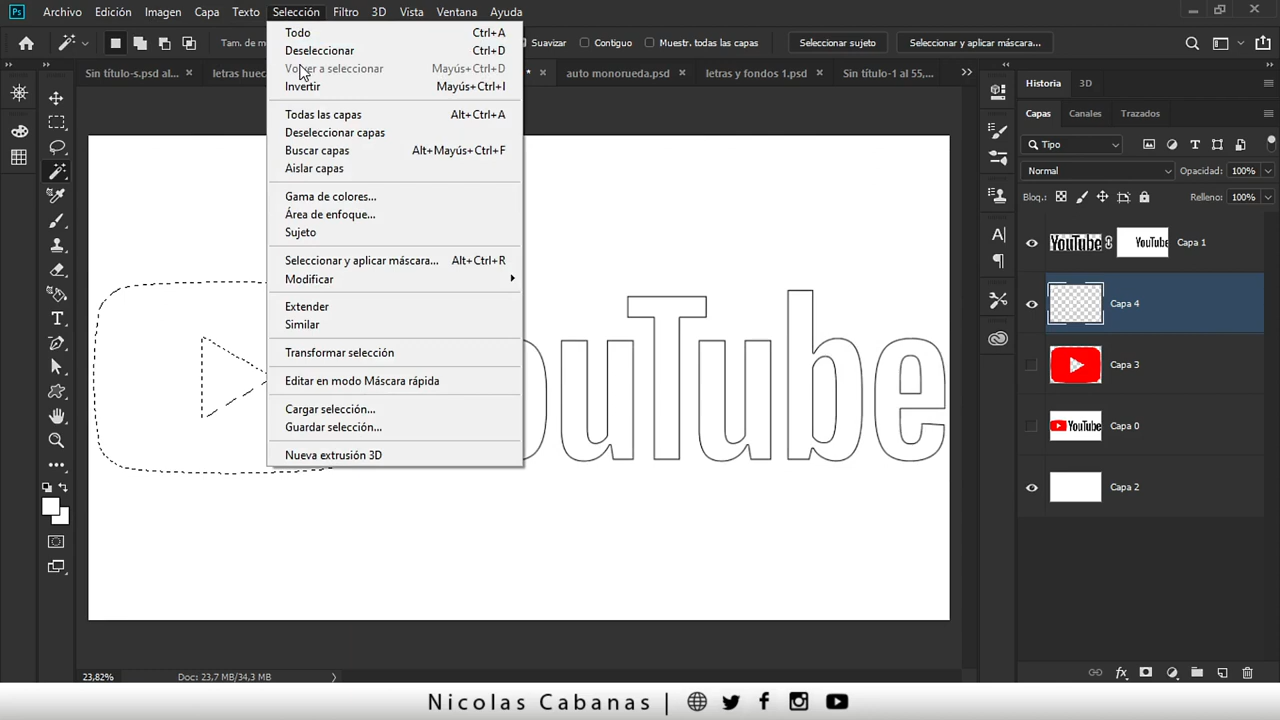 Ps Archivo Edición Imagen Capa Texto Selección Filtro 3D Vista Ventana Ayuda
Tam. de m Suavizar Contiguo Muestr. todas las capas Seleccionar sujeto Seleccionar y aplicar máscara...
Sin título-s.psd al... × letras huec * × auto monorueda.psd × letras y fondos 1.psd × Sin título-1 al 55,...
Todo Ctrl+A
Deseleccionar Ctrl+D
Volver a seleccionar Mayús+Ctrl+D
Invertir Mayús+Ctrl+I
Todas las capas Alt+Ctrl+A
Deseleccionar capas
Buscar capas Alt+Mayús+Ctrl+F
Aislar capas
Gama de colores...
Área de enfoque...
Sujeto
Seleccionar y aplicar máscara... Alt+Ctrl+R
Modificar
Extender
Similar
Transformar selección
Editar en modo Máscara rápida
Cargar selección...
Guardar selección...
Nueva extrusión 3D
ouTube
Historia 3D
Capas Canales Trazados
Tipo
Normal Opacidad: 100%
Bloq.: Relleno: 100%
YouTube YouTube Capa 1
Capa 4
Capa 3
YouTube Capa 0
Capa 2
fx
23,82% Doc: 23,7 MB/34,3 MB
Nicolas Cabanas |